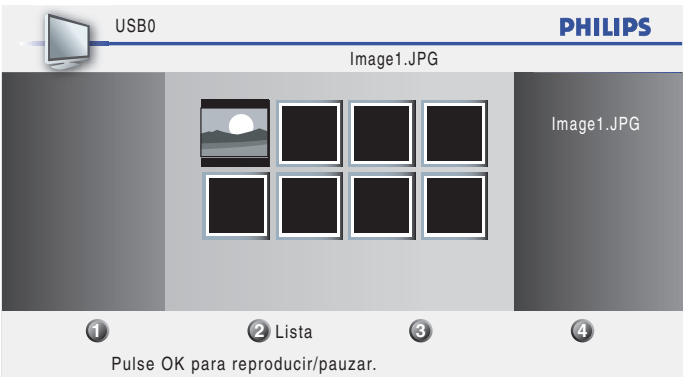 USB0
PHILIPS
Image1.JPG
Image1.JPG
1 2 Lista 3 4
Pulse OK para reproducir/pauzar.